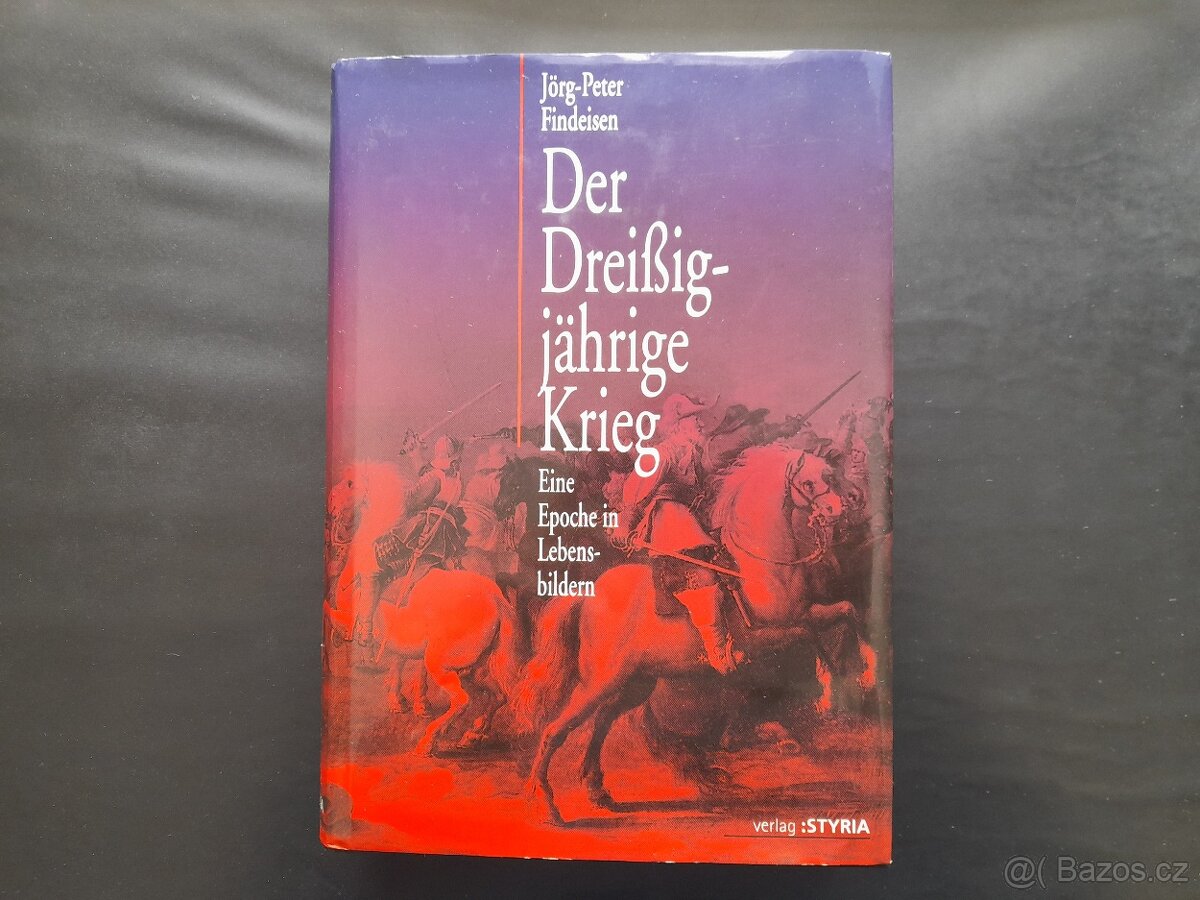 Jörg-Peter
Findeisen
Der
Dreißig-
jährige
Krieg
Eine
Epoche in
Lebens-
bildern
verlag :STYRIA
@( Bazos.cz